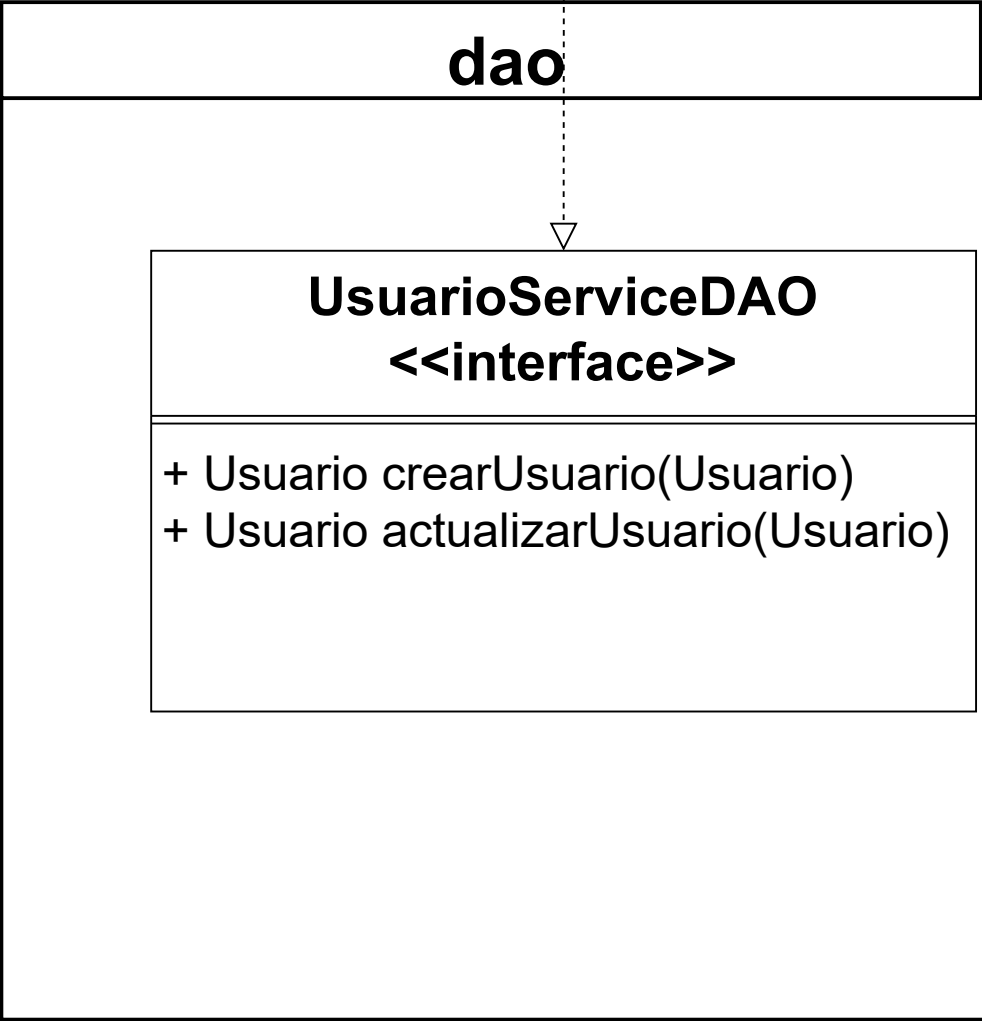 dao
UsuarioServiceDAO
<<interface>>
+ Usuario crearUsuario(Usuario)
+ Usuario actualizarUsuario(Usuario)